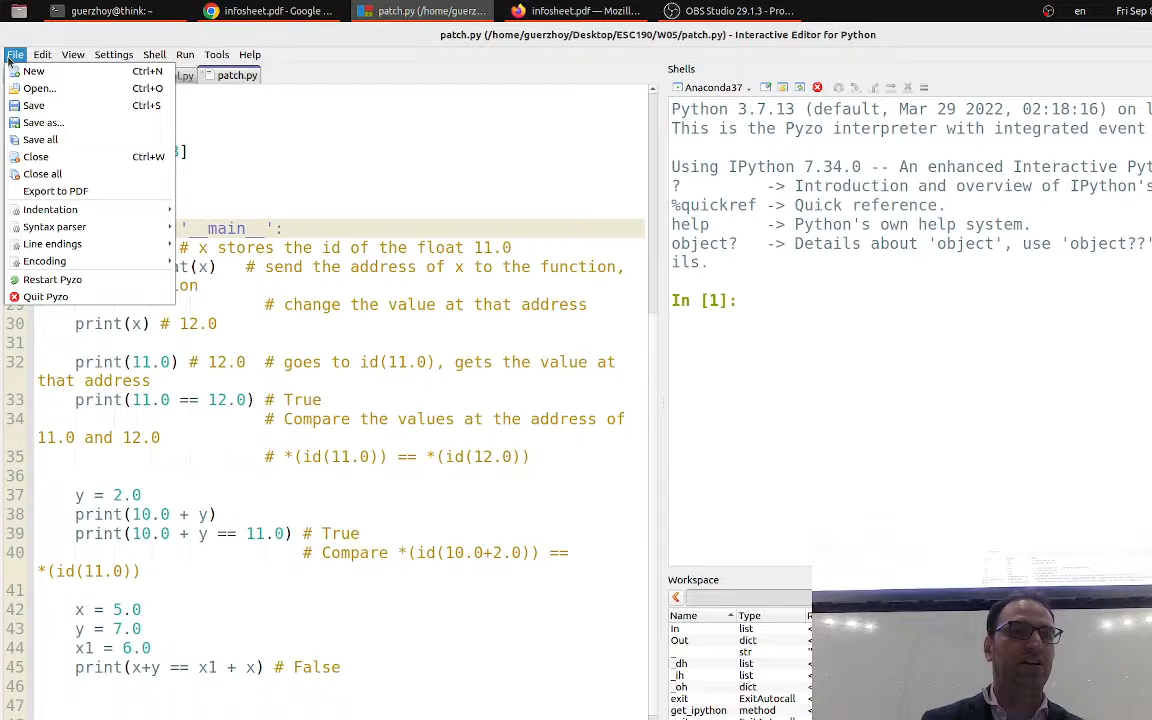 guerzhoy@think: ~
infosheet.pdf - Google ...
patch.py (/home/guerz...
infosheet.pdf — Mozill...
OBS Studio 29.1.3 - Pro...
en
Fri Sep
patch.py (/home/guerzhoy/Desktop/ESC190/W05/patch.py) - Interactive Editor for Python
File Edit View Settings Shell Run Tools Help
New Ctrl+N
Open... Ctrl+O
Save Ctrl+S
Save as...
Save all
Close Ctrl+W
Close all
Export to PDF
Indentation
Syntax parser
Line endings
Encoding
Restart Pyzo
Quit Pyzo
.py
patch.py
]
'__main__':
# x stores the id of the float 11.0
at(x) # send the address of x to the function,
ion
29 # change the value at that address
30 print(x) # 12.0
31
32 print(11.0) # 12.0 # goes to id(11.0), gets the value at
that address
33 print(11.0 == 12.0) # True
34 # Compare the values at the address of
11.0 and 12.0
35 # *(id(11.0)) == *(id(12.0))
36
37 y = 2.0
38 print(10.0 + y)
39 print(10.0 + y == 11.0) # True
40 # Compare *(id(10.0+2.0)) ==
*(id(11.0))
41
42 x = 5.0
43 y = 7.0
44 x1 = 6.0
45 print(x+y == x1 + x) # False
46
47
Shells
Anaconda37
Python 3.7.13 (default, Mar 29 2022, 02:18:16) on l
This is the Pyzo interpreter with integrated event
Using IPython 7.34.0 -- An enhanced Interactive Pyt
? -> Introduction and overview of IPython's
%quickref -> Quick reference.
help -> Python's own help system.
object? -> Details about 'object', use 'object??'
ils.
In [1]:
Workspace
Name Type
In list
Out dict
_ str "
_dh list
_ih list
_oh dict
exit ExitAutocall
get_ipython method